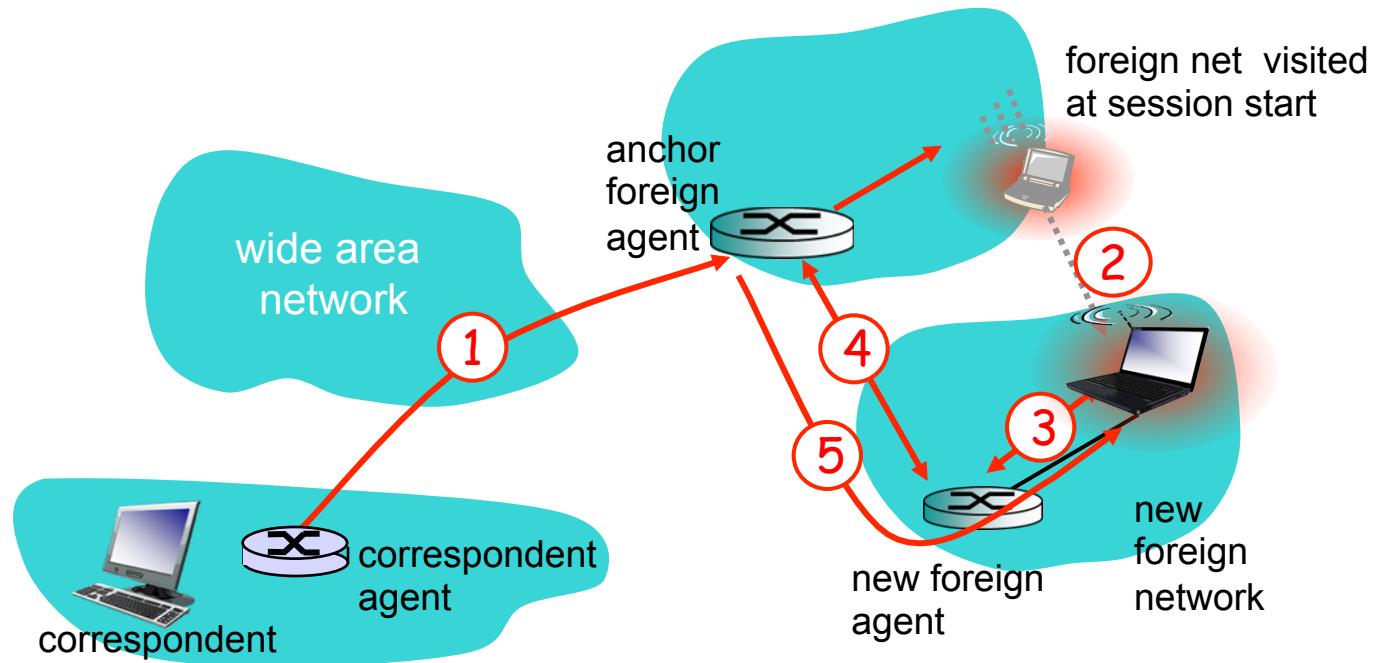 foreign net visited
at session start
anchor
foreign
agent
wide area
network
1
2
4
3
5
correspondent
agent
correspondent
new foreign
agent
new
foreign
network